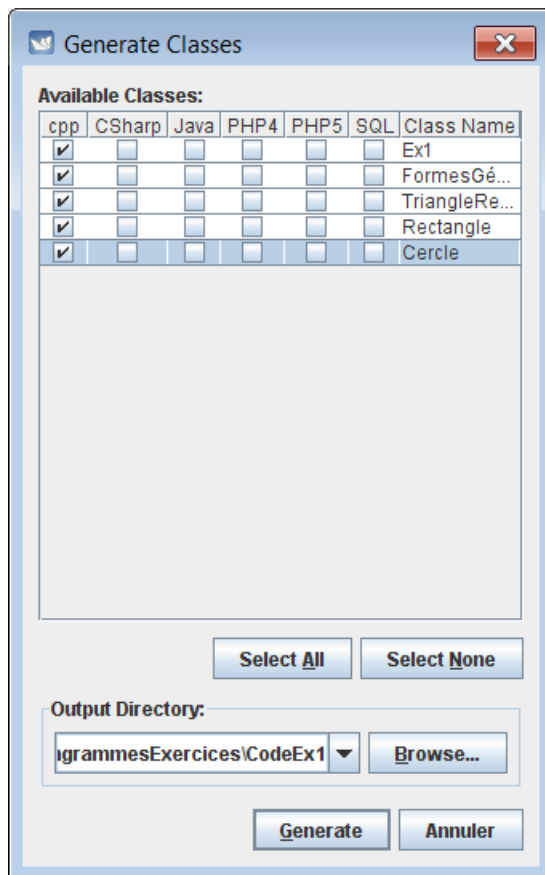 Generate Classes
Available Classes:
cpp CSharp Java PHP4 PHP5 SQL Class Name
Ex1
FormesGé...
TriangleRe...
Rectangle
Cercle
Select All Select None
Output Directory:
agrammesExercices\CodeEx1 Browse...
Generate Annuler